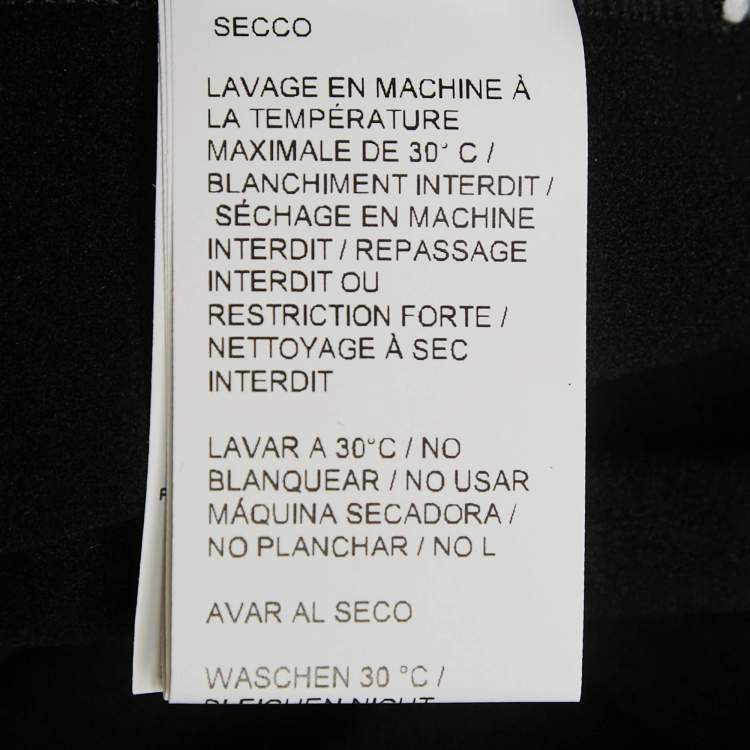 SECCO
LAVAGE EN MACHINE À
LA TEMPÉRATURE
MAXIMALE DE 30° C /
BLANCHIMENT INTERDIT /
SÉCHAGE EN MACHINE
INTERDIT / REPASSAGE
INTERDIT OU
RESTRICTION FORTE /
NETTOYAGE À SEC
INTERDIT
LAVAR A 30°C / NO
BLANQUEAR / NO USAR
MÁQUINA SECADORA /
NO PLANCHAR / NO L
AVAR AL SECO
WASCHEN 30 °C /
BLEICHEN NICHT